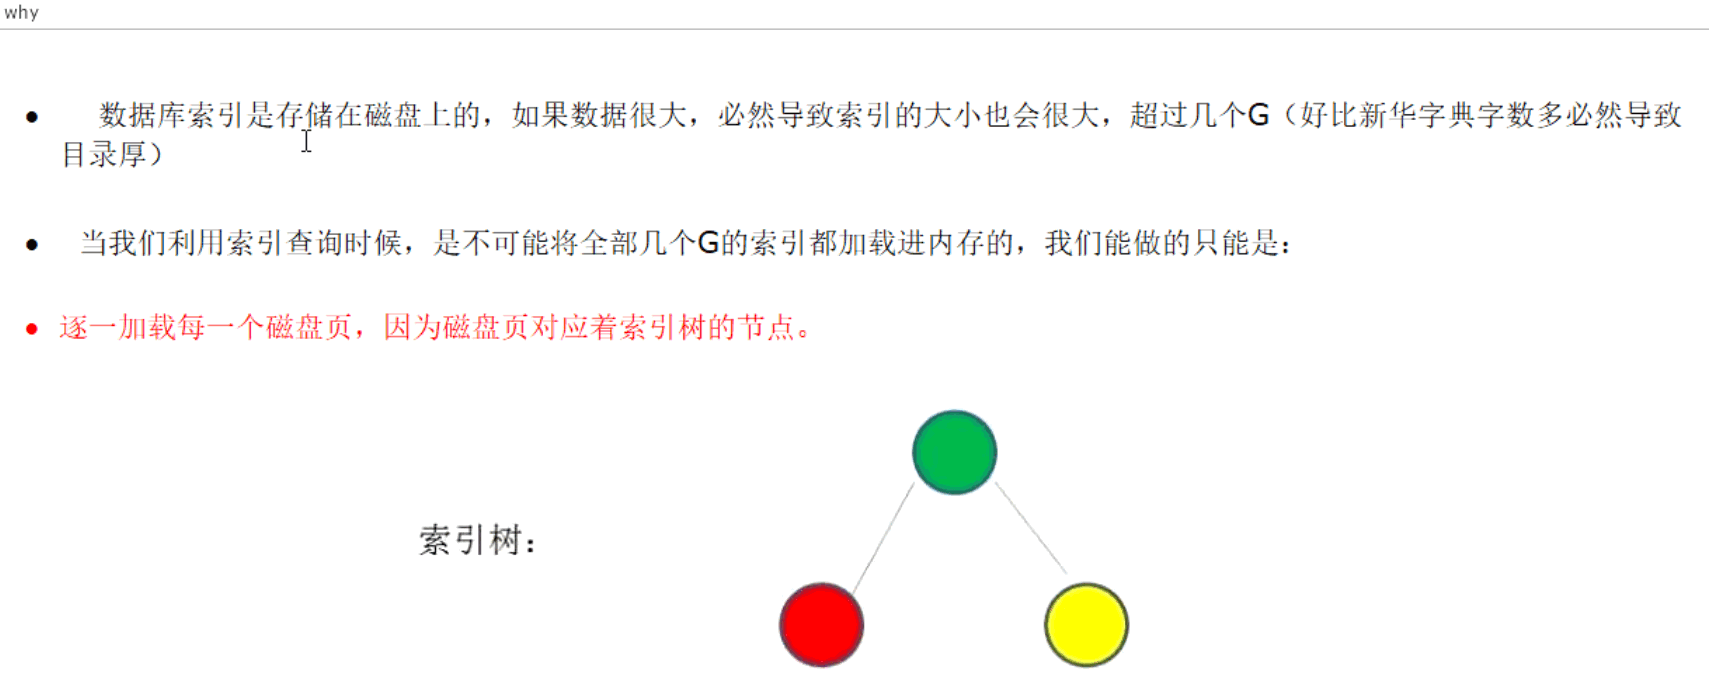 why
● 数据库索引是存储在磁盘上的，如果数据很大，必然导致索引的大小也会很大，超过几个G（好比新华字典字数多必然导致
目录厚）
● 当我们利用索引查询时候，是不可能将全部几个G的索引都加载进内存的，我们能做的只能是：
● 逐一加载每一个磁盘页，因为磁盘页对应着索引树的节点。
索引树：